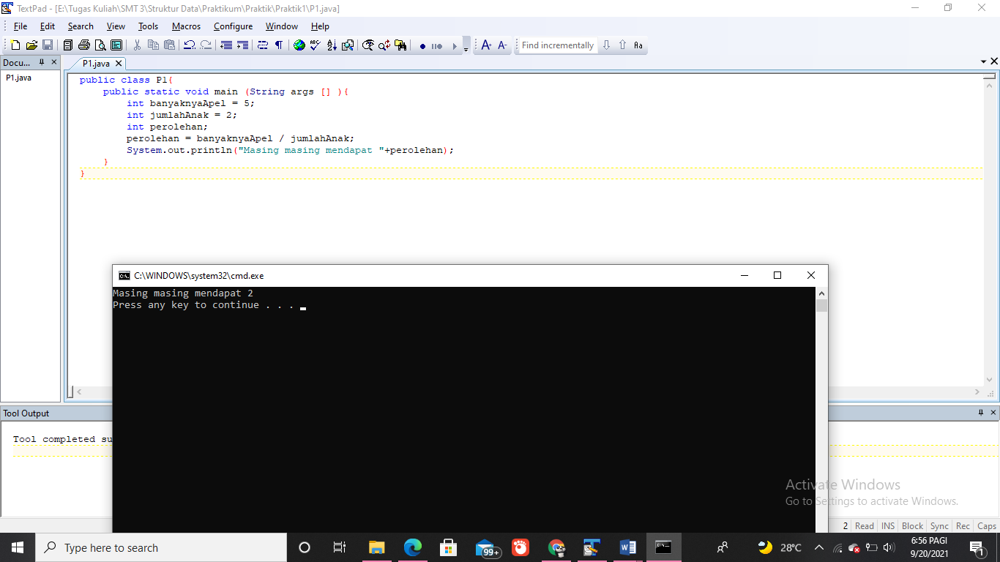 TextPad - [E:\Tugas Kuliah\SMT 3\Struktur Data\Praktikum\Praktik\Praktik1\P1.java]
File Edit Search View Tools Macros Configure Window Help
Find incrementally
Docu...
P1.java
P1.java
public class P1{
    public static void main (String args [] ){
        int banyaknyaApel = 5;
        int jumlahAnak = 2;
        int perolehan;
        perolehan = banyaknyaApel / jumlahAnak;
        System.out.println("Masing masing mendapat "+perolehan);
    }
}
C:\WINDOWS\system32\cmd.exe
Masing masing mendapat 2
Press any key to continue . . .
Tool Output
Tool completed su
Activate Windows
Go to Settings to activate Windows.
2 Read INS Block Sync Rec Caps
Type here to search
99+
28°C
6:56 PAGI
9/20/2021
1